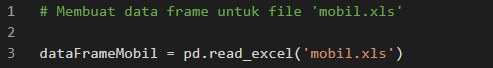 1 # Membuat data frame untuk file 'mobil.xls'
2
3 dataFrameMobil = pd.read_excel('mobil.xls')